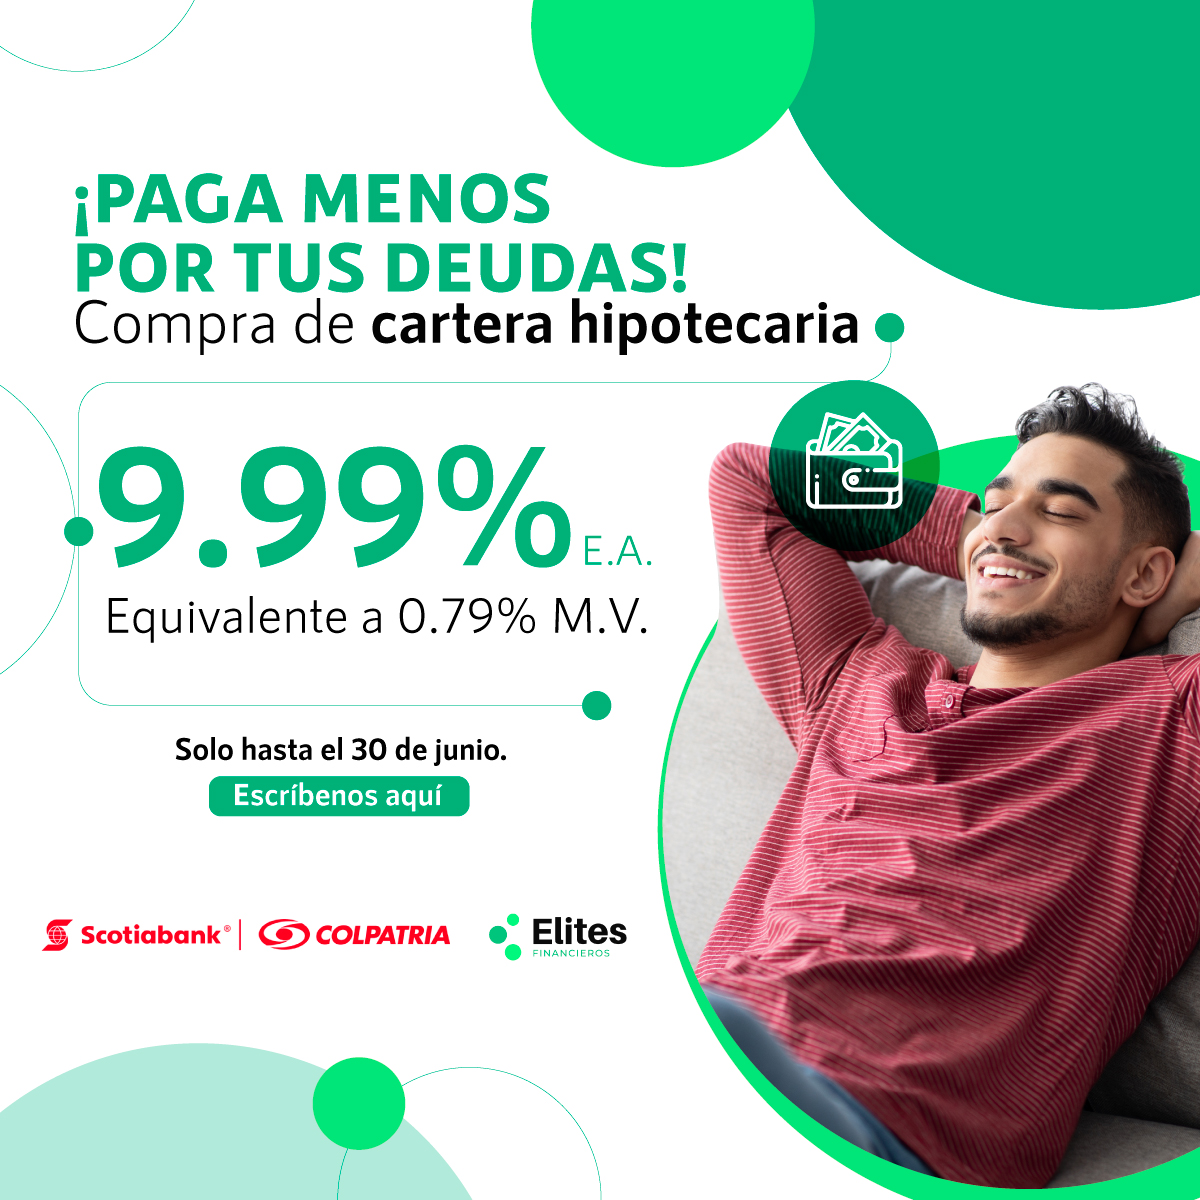 ¡PAGA MENOS
POR TUS DEUDAS!
Compra de cartera hipotecaria
9.99% E.A.
Equivalente a 0.79% M.V.
Solo hasta el 30 de junio.
Escríbenos aquí
Scotiabank® | COLPATRIA
Elites
FINANCIEROS